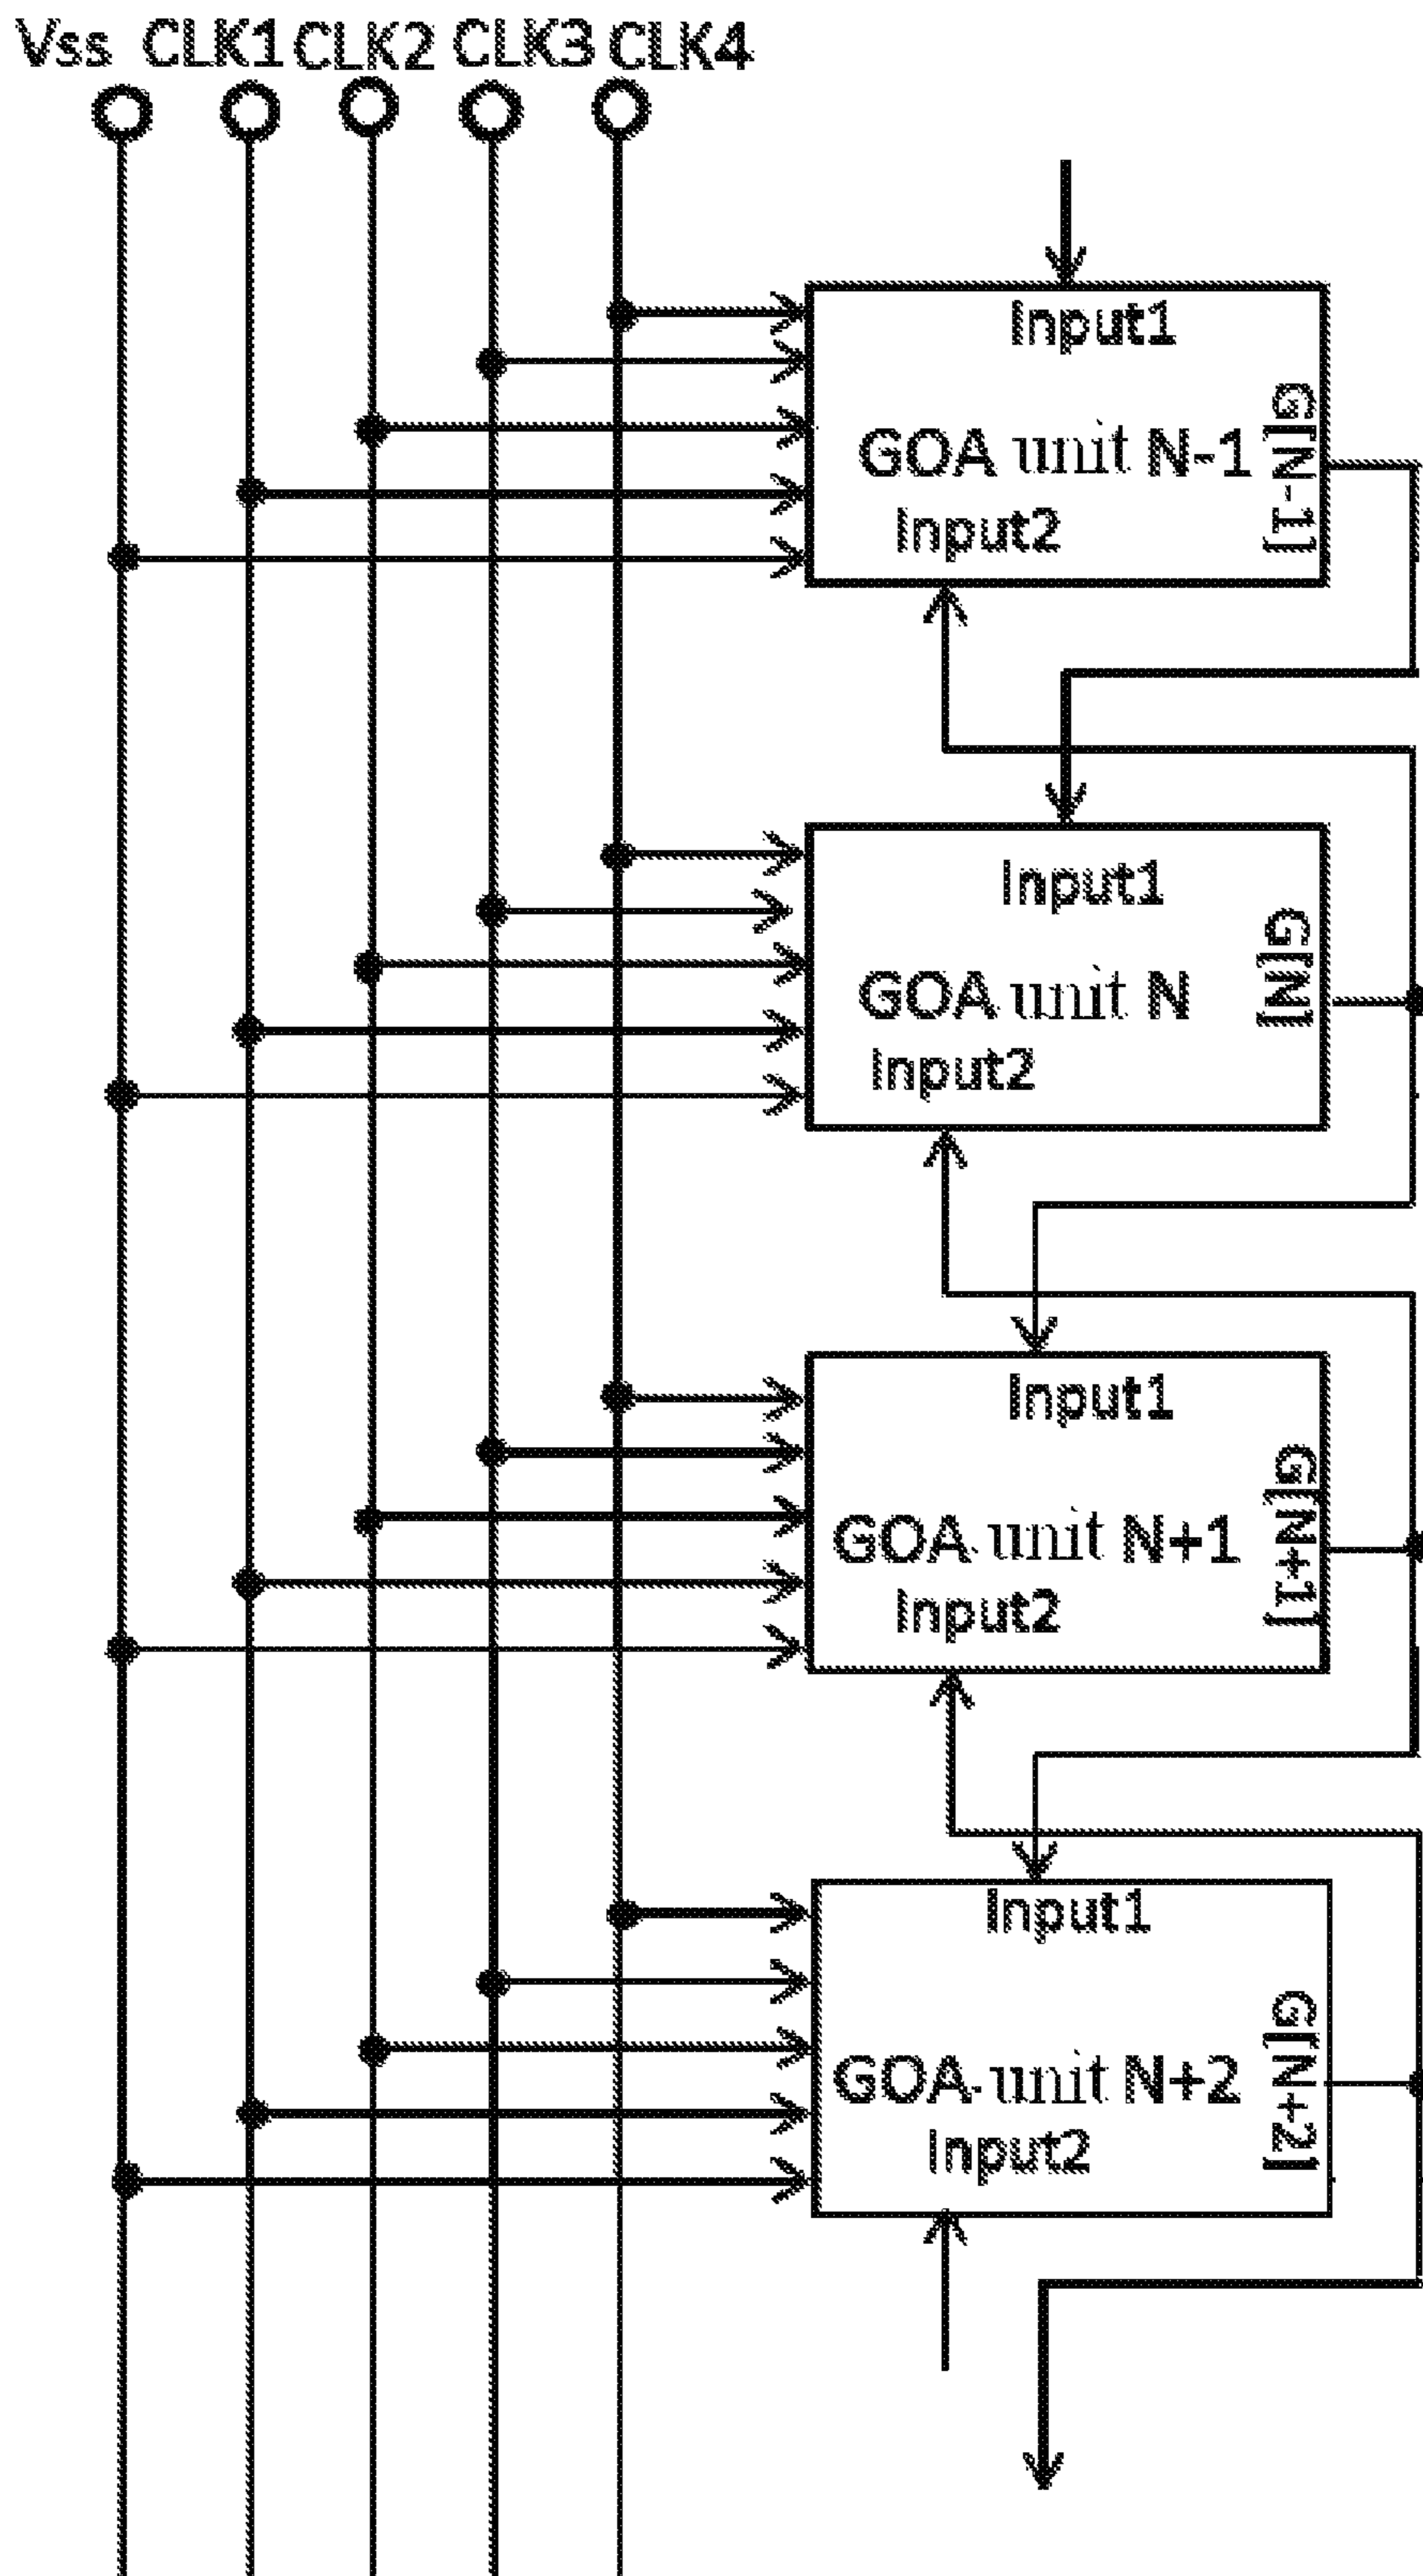 Vss CLK1 CLK2 CLK3 CLK4
Input1
GOA unit N-1
Input2
G[N-1]
Input1
GOA unit N
Input2
G[N]
Input1
GOA unit N+1
Input2
G[N+1]
Input1
GOA unit N+2
Input2
G[N+2]